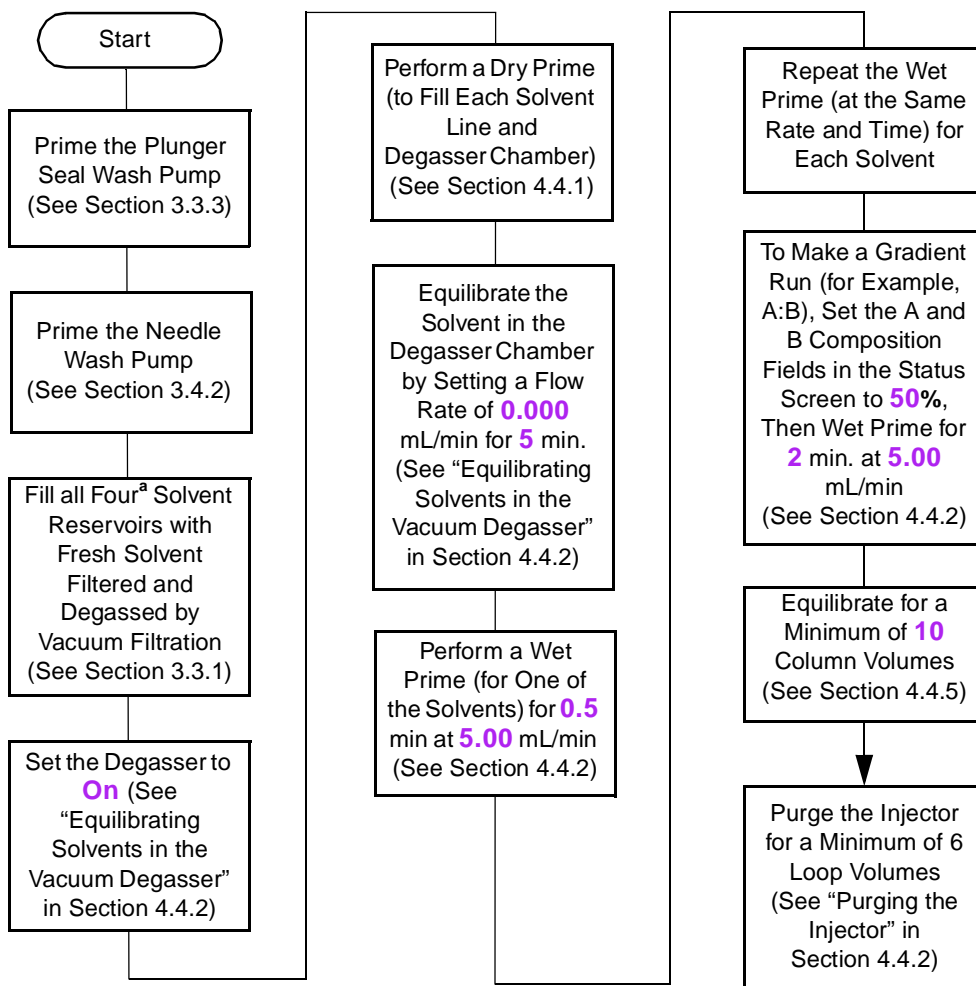 Start
Prime the Plunger
Seal Wash Pump
(See Section 3.3.3)
Prime the Needle
Wash Pump
(See Section 3.4.2)
Fill all Fourª Solvent
Reservoirs with
Fresh Solvent
Filtered and
Degassed by
Vacuum Filtration
(See Section 3.3.1)
Set the Degasser to
On (See
“Equilibrating
Solvents in the
Vacuum Degasser”
in Section 4.4.2)
Perform a Dry Prime
(to Fill Each Solvent
Line and
Degasser Chamber)
(See Section 4.4.1)
Equilibrate the
Solvent in the
Degasser Chamber
by Setting a Flow
Rate of 0.000
mL/min for 5 min.
(See “Equilibrating
Solvents in the
Vacuum Degasser”
in Section 4.4.2)
Perform a Wet
Prime (for One of
the Solvents) for 0.5
min at 5.00 mL/min
(See Section 4.4.2)
Repeat the Wet
Prime (at the Same
Rate and Time) for
Each Solvent
To Make a Gradient
Run (for Example,
A:B), Set the A and
B Composition
Fields in the Status
Screen to 50%,
Then Wet Prime for
2 min. at 5.00
mL/min
(See Section 4.4.2)
Equilibrate for a
Minimum of 10
Column Volumes
(See Section 4.4.5)
Purge the Injector
for a Minimum of 6
Loop Volumes
(See “Purging the
Injector” in
Section 4.4.2)